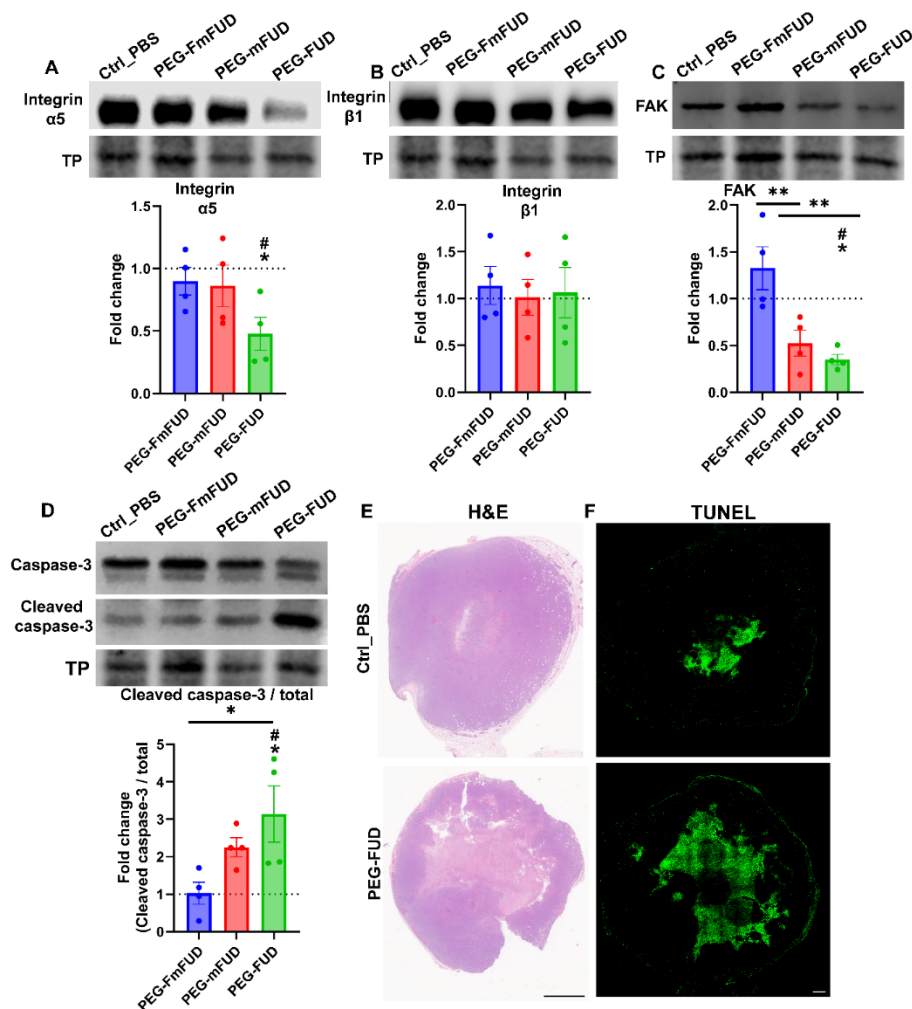 A
Ctrl_PBS
PEG-FmFUD
PEG-mFUD
PEG-FUD
Integrin
α5
TP
Integrin
α5
Fold change
1.5
1.0
0.5
0.0
#
*
PEG-FmFUD
PEG-mFUD
PEG-FUD
B
Ctrl_PBS
PEG-FmFUD
PEG-mFUD
PEG-FUD
Integrin
β1
TP
Integrin
β1
Fold change
2.0
1.5
1.0
0.5
0.0
PEG-FmFUD
PEG-mFUD
PEG-FUD
C
Ctrl_PBS
PEG-FmFUD
PEG-mFUD
PEG-FUD
FAK
TP
FAK
**
**
#
*
Fold change
2.0
1.5
1.0
0.5
0.0
PEG-FmFUD
PEG-mFUD
PEG-FUD
D
Ctrl_PBS
PEG-FmFUD
PEG-mFUD
PEG-FUD
Caspase-3
Cleaved
caspase-3
TP
Cleaved caspase-3 / total
*
#
*
Fold change
(Cleaved caspase-3 / total
5
4
3
2
1
0
PEG-FmFUD
PEG-mFUD
PEG-FUD
E
H&E
F
TUNEL
Ctrl_PBS
PEG-FUD